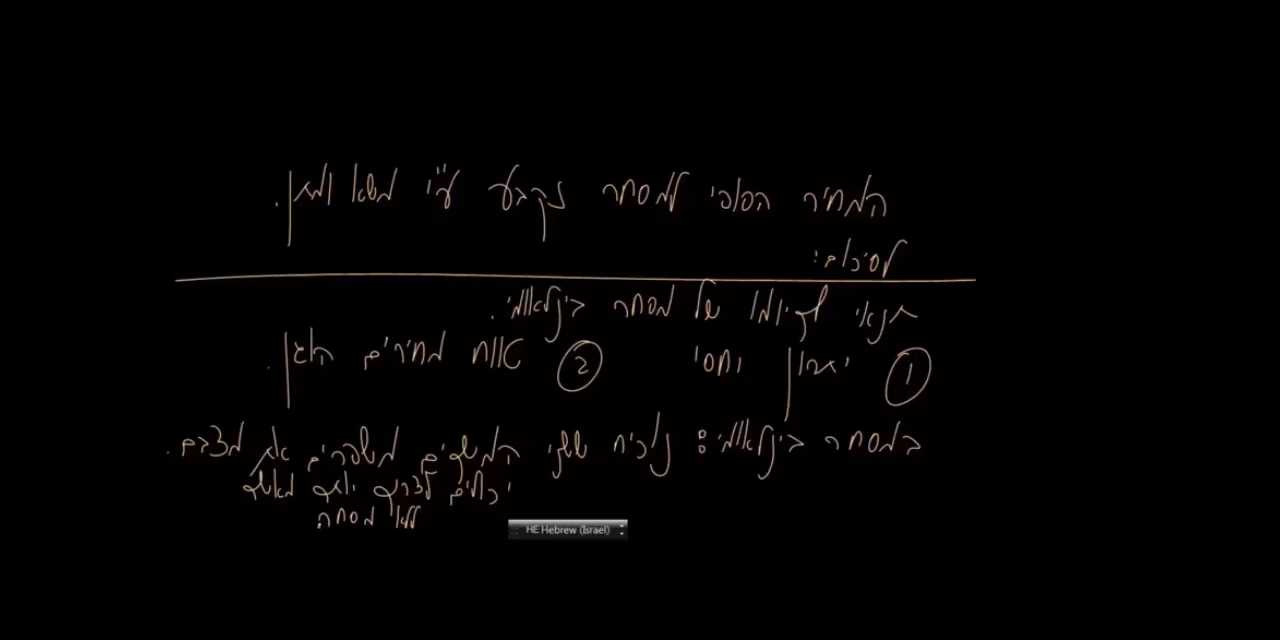 המחיר הסופי למסחר נקבע ע"י משא ומתן.
לסיכום:
תנאי לקיומו של מסחר בינלאומי.
① יתרון יחסי ② טווח מחירים הוגן.
במסחר בינלאומי: נוכיח ששני המשקים משפרים את מצבם.
יכולים לצרוך יותר מאשר
ללא מסחר
HE Hebrew (Israel)